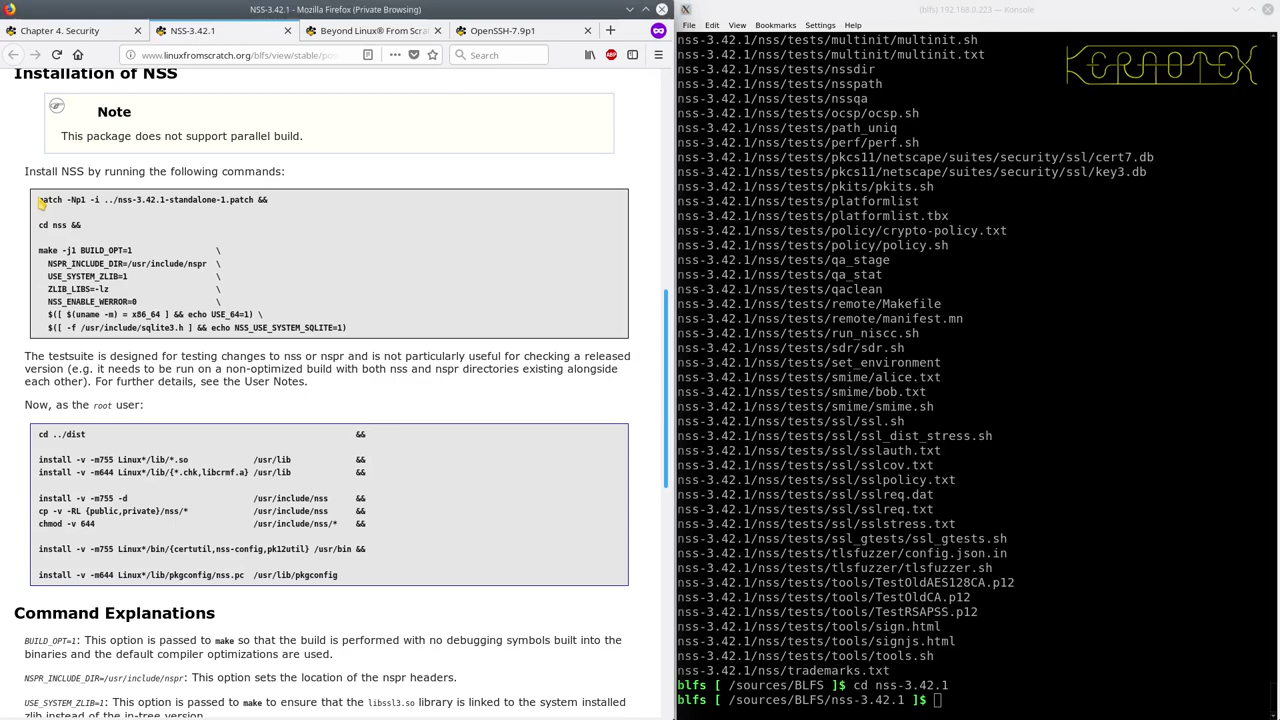 NSS-3.42.1 - Mozilla Firefox (Private Browsing)
Chapter 4. Security
NSS-3.42.1
Beyond Linux® From Scra
OpenSSH-7.9p1
www.linuxfromscratch.org/blfs/view/stable/pos
Search
Installation of NSS
Note
This package does not support parallel build.
Install NSS by running the following commands:
patch -Np1 -i ../nss-3.42.1-standalone-1.patch &&
cd nss &&
make -j1 BUILD_OPT=1 \
NSPR_INCLUDE_DIR=/usr/include/nspr \
USE_SYSTEM_ZLIB=1 \
ZLIB_LIBS=-lz \
NSS_ENABLE_WERROR=0 \
$([ $(uname -m) = x86_64 ] && echo USE_64=1) \
$([ -f /usr/include/sqlite3.h ] && echo NSS_USE_SYSTEM_SQLITE=1)
The testsuite is designed for testing changes to nss or nspr and is not particularly useful for checking a released
version (e.g. it needs to be run on a non-optimized build with both nss and nspr directories existing alongside
each other). For further details, see the User Notes.
Now, as the root user:
cd ../dist &&
install -v -m755 Linux*/lib/*.so /usr/lib &&
install -v -m644 Linux*/lib/{*.chk,libcrmf.a} /usr/lib &&
install -v -m755 -d /usr/include/nss &&
cp -v -RL {public,private}/nss/* /usr/include/nss &&
chmod -v 644 /usr/include/nss/* &&
install -v -m755 Linux*/bin/{certutil,nss-config,pk12util} /usr/bin &&
install -v -m644 Linux*/lib/pkgconfig/nss.pc /usr/lib/pkgconfig
Command Explanations
BUILD_OPT=1: This option is passed to make so that the build is performed with no debugging symbols built into the
binaries and the default compiler optimizations are used.
NSPR_INCLUDE_DIR=/usr/include/nspr: This option sets the location of the nspr headers.
USE_SYSTEM_ZLIB=1: This option is passed to make to ensure that the libssl3.so library is linked to the system installed
zlib instead of the in-tree version.
(blfs) 192.168.0.223 — Konsole
File Edit View Bookmarks Settings Help
KERNOTEX
nss-3.42.1/nss/tests/multinit/multinit.sh
nss-3.42.1/nss/tests/multinit/multinit.txt
nss-3.42.1/nss/tests/nssdir
nss-3.42.1/nss/tests/nsspath
nss-3.42.1/nss/tests/nssqa
nss-3.42.1/nss/tests/ocsp/ocsp.sh
nss-3.42.1/nss/tests/path_uniq
nss-3.42.1/nss/tests/perf/perf.sh
nss-3.42.1/nss/tests/pkcs11/netscape/suites/security/ssl/cert7.db
nss-3.42.1/nss/tests/pkcs11/netscape/suites/security/ssl/key3.db
nss-3.42.1/nss/tests/pkits/pkits.sh
nss-3.42.1/nss/tests/platformlist
nss-3.42.1/nss/tests/platformlist.tbx
nss-3.42.1/nss/tests/policy/crypto-policy.txt
nss-3.42.1/nss/tests/policy/policy.sh
nss-3.42.1/nss/tests/qa_stage
nss-3.42.1/nss/tests/qa_stat
nss-3.42.1/nss/tests/qaclean
nss-3.42.1/nss/tests/remote/Makefile
nss-3.42.1/nss/tests/remote/manifest.mn
nss-3.42.1/nss/tests/run_niscc.sh
nss-3.42.1/nss/tests/sdr/sdr.sh
nss-3.42.1/nss/tests/set_environment
nss-3.42.1/nss/tests/smime/alice.txt
nss-3.42.1/nss/tests/smime/bob.txt
nss-3.42.1/nss/tests/smime/smime.sh
nss-3.42.1/nss/tests/ssl/ssl.sh
nss-3.42.1/nss/tests/ssl/ssl_dist_stress.sh
nss-3.42.1/nss/tests/ssl/sslauth.txt
nss-3.42.1/nss/tests/ssl/sslcov.txt
nss-3.42.1/nss/tests/ssl/sslpolicy.txt
nss-3.42.1/nss/tests/ssl/sslreq.dat
nss-3.42.1/nss/tests/ssl/sslreq.txt
nss-3.42.1/nss/tests/ssl/sslstress.txt
nss-3.42.1/nss/tests/ssl_gtests/ssl_gtests.sh
nss-3.42.1/nss/tests/tlsfuzzer/config.json.in
nss-3.42.1/nss/tests/tlsfuzzer/tlsfuzzer.sh
nss-3.42.1/nss/tests/tools/TestOldAES128CA.p12
nss-3.42.1/nss/tests/tools/TestOldCA.p12
nss-3.42.1/nss/tests/tools/TestRSAPSS.p12
nss-3.42.1/nss/tests/tools/sign.html
nss-3.42.1/nss/tests/tools/signjs.html
nss-3.42.1/nss/tests/tools/tools.sh
nss-3.42.1/nss/trademarks.txt
blfs [ /sources/BLFS ]$ cd nss-3.42.1
blfs [ /sources/BLFS/nss-3.42.1 ]$